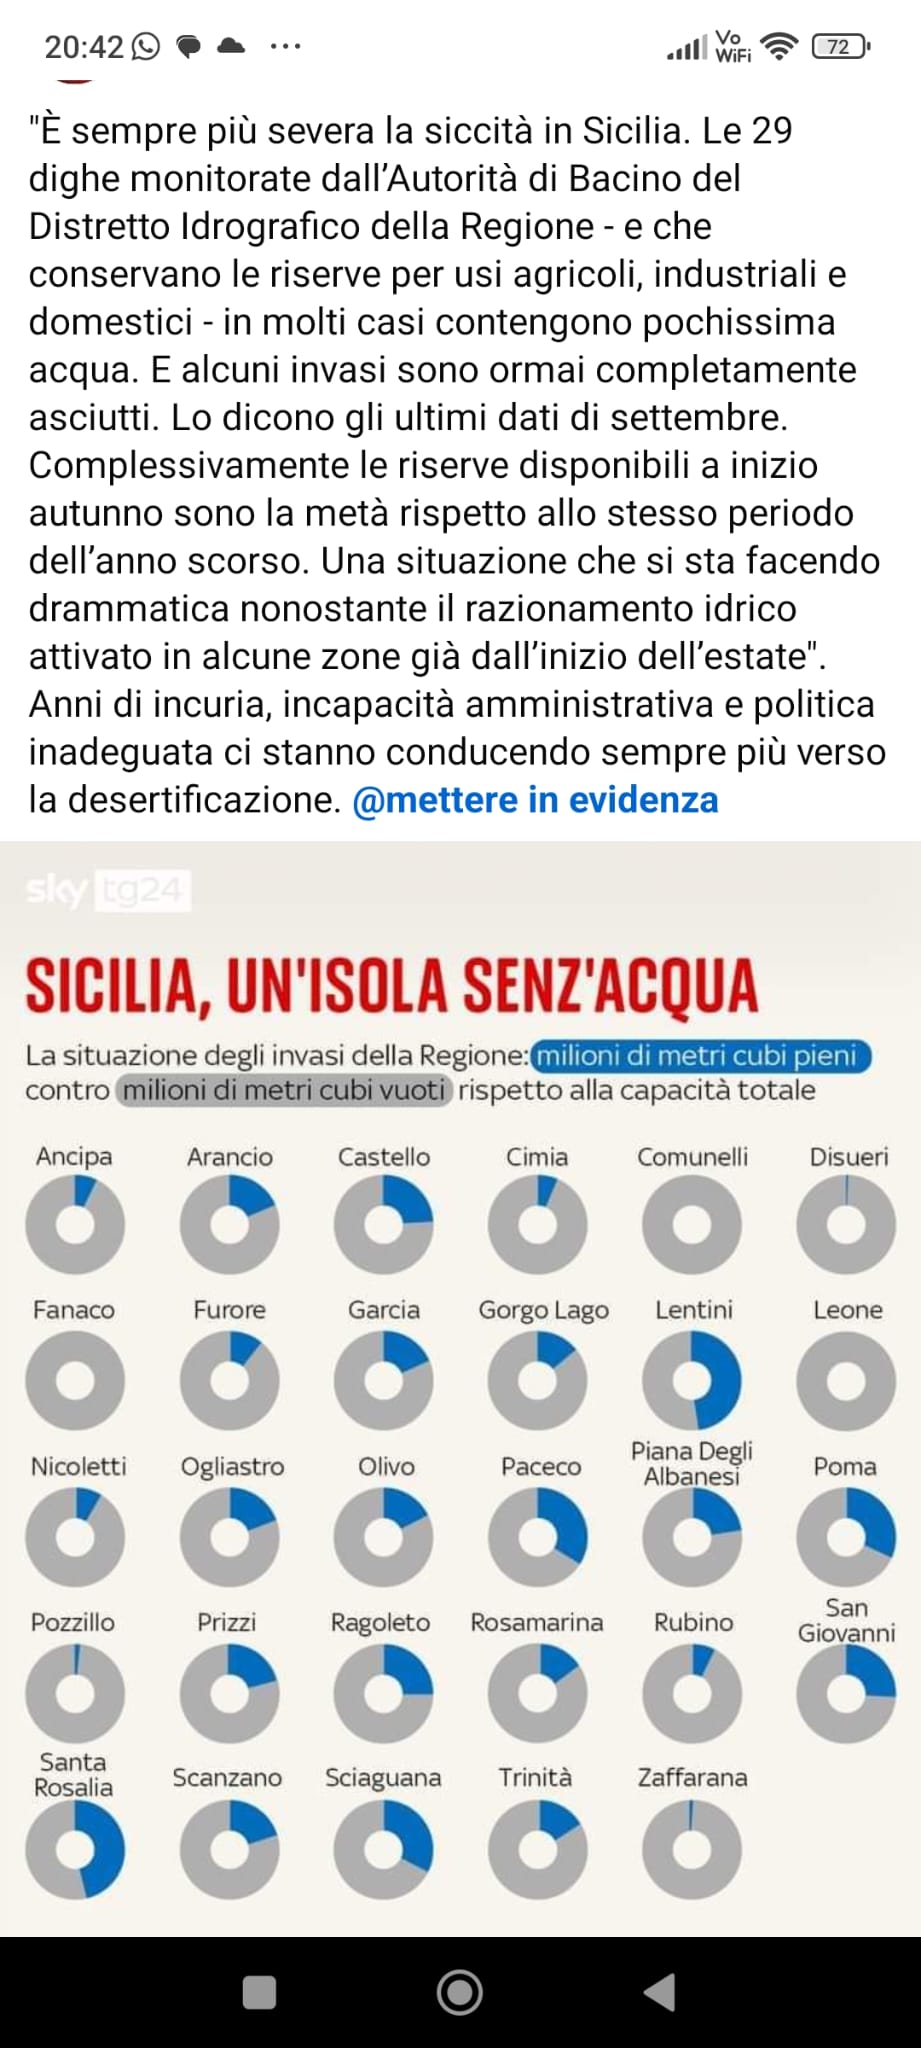 20:42
Vo
WiFi
72
"È sempre più severa la siccità in Sicilia. Le 29
dighe monitorate dall’Autorità di Bacino del
Distretto Idrografico della Regione - e che
conservano le riserve per usi agricoli, industriali e
domestici - in molti casi contengono pochissima
acqua. E alcuni invasi sono ormai completamente
asciutti. Lo dicono gli ultimi dati di settembre.
Complessivamente le riserve disponibili a inizio
autunno sono la metà rispetto allo stesso periodo
dell’anno scorso. Una situazione che si sta facendo
drammatica nonostante il razionamento idrico
attivato in alcune zone già dall’inizio dell’estate".
Anni di incuria, incapacità amministrativa e politica
inadeguata ci stanno conducendo sempre più verso
la desertificazione. @mettere in evidenza
sky tg24
SICILIA, UN'ISOLA SENZ'ACQUA
La situazione degli invasi della Regione: milioni di metri cubi pieni
contro milioni di metri cubi vuoti rispetto alla capacità totale
Ancipa Arancio Castello Cimia Comunelli Disueri
Fanaco Furore Garcia Gorgo Lago Lentini Leone
Nicoletti Ogliastro Olivo Paceco Piana Degli
Albanesi Poma
Pozzillo Prizzi Ragoleto Rosamarina Rubino San
Giovanni
Santa
Rosalia Scanzano Sciaguana Trinità Zaffarana